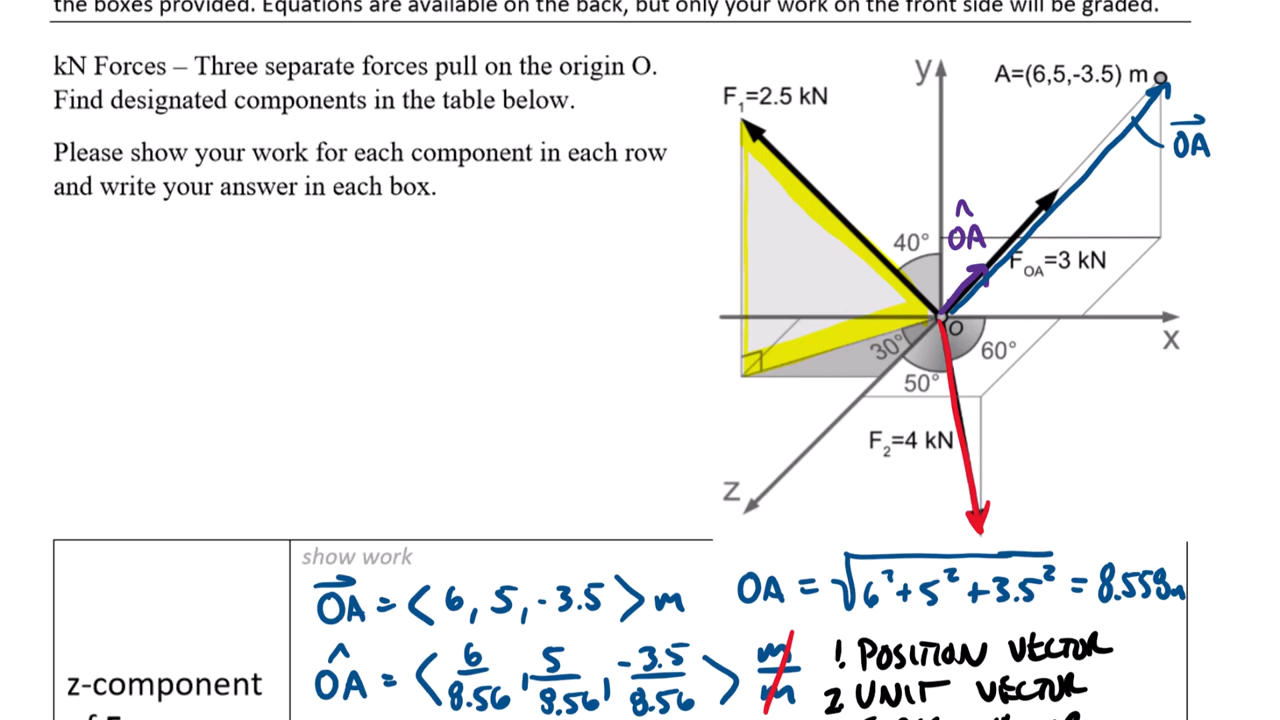 the boxes provided. Equations are available on the back, but only your work on the front side will be graded.
kN Forces – Three separate forces pull on the origin O.
Find designated components in the table below.
Please show your work for each component in each row
and write your answer in each box.
y
A=(6,5,-3.5) m
F₁=2.5 kN
OA
40°
OA
F_OA=3 kN
O
X
30°
60°
50°
F₂=4 kN
Z
show work
OA = <6, 5, -3.5> m
OA = √6²+5²+3.5² = 8.558m
z-component
OA = <6/8.56, 5/8.56, -3.5/8.56> m/m
1. POSITION VECTOR
2 UNIT VECTOR